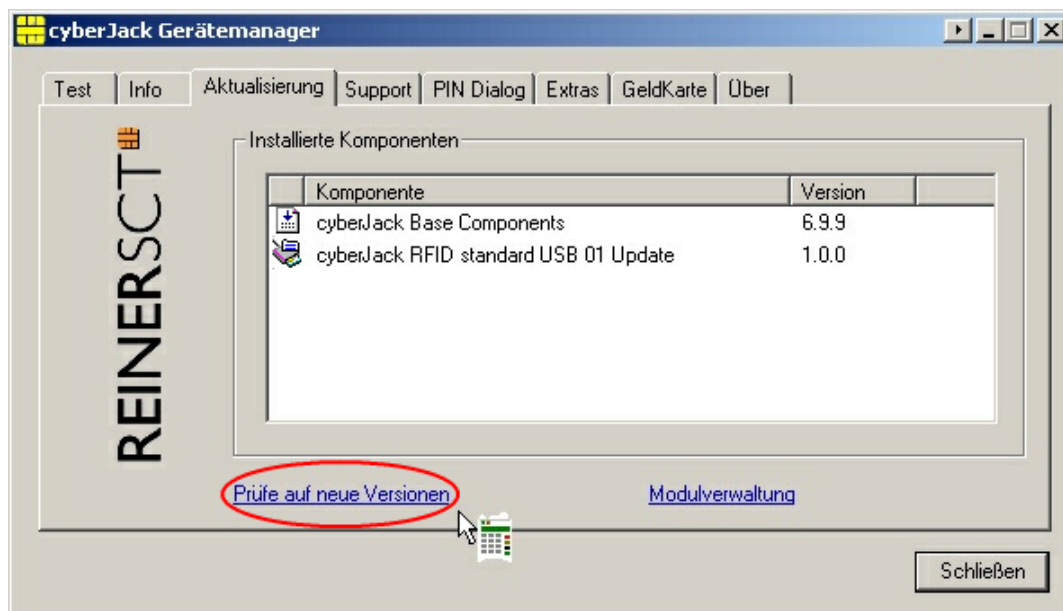 cyberJack Gerätemanager
Test Info Aktualisierung Support PIN Dialog Extras GeldKarte Über
REINERSCT
Installierte Komponenten
Komponente Version
cyberJack Base Components 6.9.9
cyberJack RFID standard USB 01 Update 1.0.0
Prüfe auf neue Versionen Modulverwaltung
Schließen